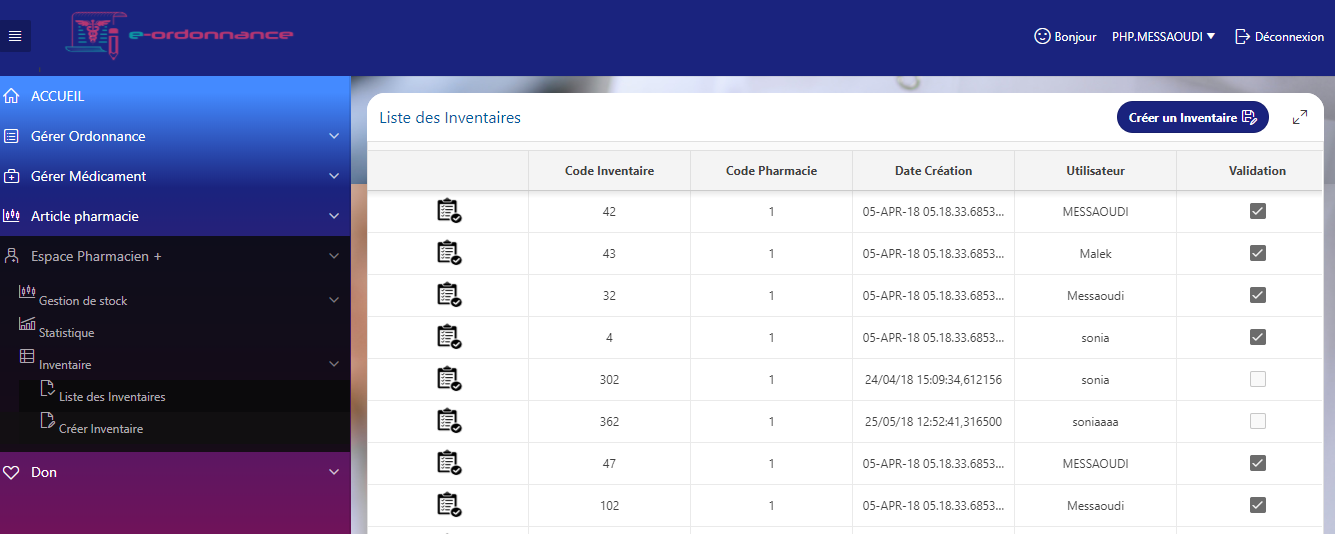 e-ordonnance
Bonjour PHP.MESSAOUDI Déconnexion
ACCUEIL
Gérer Ordonnance
Gérer Médicament
Article pharmacie
Espace Pharmacien +
Gestion de stock
Statistique
Inventaire
Liste des Inventaires
Créer Inventaire
Don
Liste des Inventaires
Créer un Inventaire
Code Inventaire Code Pharmacie Date Création Utilisateur Validation
42 1 05-APR-18 05.18.33.6853... MESSAOUDI
43 1 05-APR-18 05.18.33.6853... Malek
32 1 05-APR-18 05.18.33.6853... Messaoudi
4 1 05-APR-18 05.18.33.6853... sonia
302 1 24/04/18 15:09:34,612156 sonia
362 1 25/05/18 12:52:41,316500 soniaaaa
47 1 05-APR-18 05.18.33.6853... MESSAOUDI
102 1 05-APR-18 05.18.33.6853... Messaoudi